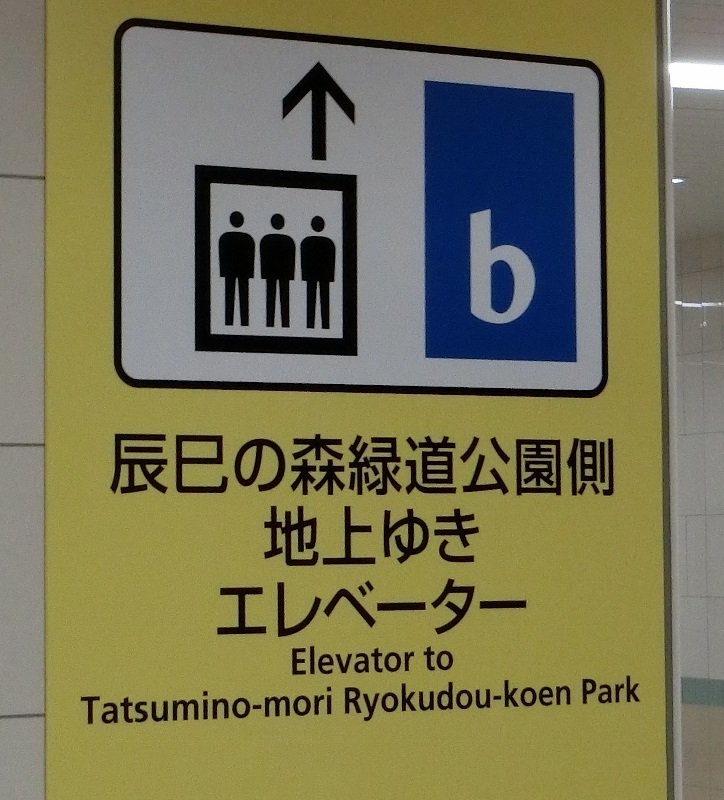 b
辰巳の森緑道公園側
地上ゆき
エレベーター
Elevator to
Tatsumino-mori Ryokudou-koen Park